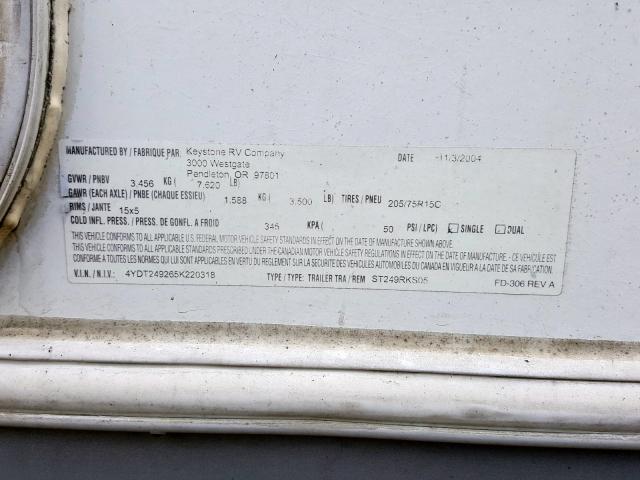 MANUFACTURED BY / FABRIQUE PAR: Keystone RV Company DATE 11/3/2004
3000 Westgate
Pendleton, OR 97801
GVWR / PNBV 3,456 KG ( 7,620 LB)
GAWR (EACH AXLE) / PNBE (CHAQUE ESSIEU) 1,588 KG ( 3,500 LB) TIRES / PNEU 205/75R15C
RIMS / JANTE 15x5
COLD INFL. PRESS. / PRESS. DE GONFL. A FROID 345 KPA ( 50 PSI / LPC) SINGLE DUAL
THIS VEHICLE CONFORMS TO ALL APPLICABLE U.S. FEDERAL MOTOR VEHICLE SAFETY STANDARDS IN EFFECT ON THE DATE OF MANUFACTURE SHOWN ABOVE.
THIS VEHICLE CONFORMS TO ALL APPLICABLE STANDARDS PRESCRIBED UNDER THE CANADIAN MOTOR VEHICLE SAFETY REGULATIONS IN EFFECT ON THE DATE OF MANUFACTURE - CE VEHICULE EST
CONFORME A TOUTES LES NORMES QUI LUI SONT APPLICABLES EN VERTU DU REGLEMENT SUR LA SECURITE DES VEHICULES AUTOMOBILES DU CANADA EN VIGUEUR A LA DATE DE SA FABRICATION.
V.I.N. / N.I.V.: 4YDT249265K220318 TYPE / TYPE: TRAILER TRA / REM ST249RKS05
FD-306 REV A